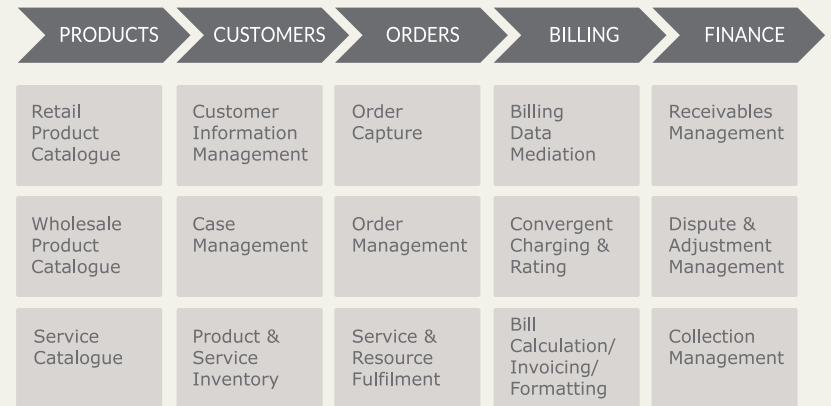 PRODUCTS
CUSTOMERS
ORDERS
BILLING
FINANCE
Retail
Product
Catalogue
Customer
Information
Management
Order
Capture
Billing
Data
Mediation
Receivables
Management
Wholesale
Product
Catalogue
Case
Management
Order
Management
Convergent
Charging &
Rating
Dispute &
Adjustment
Management
Service
Catalogue
Product &
Service
Inventory
Service &
Resource
Fulfilment
Bill
Calculation/
Invoicing/
Formatting
Collection
Management